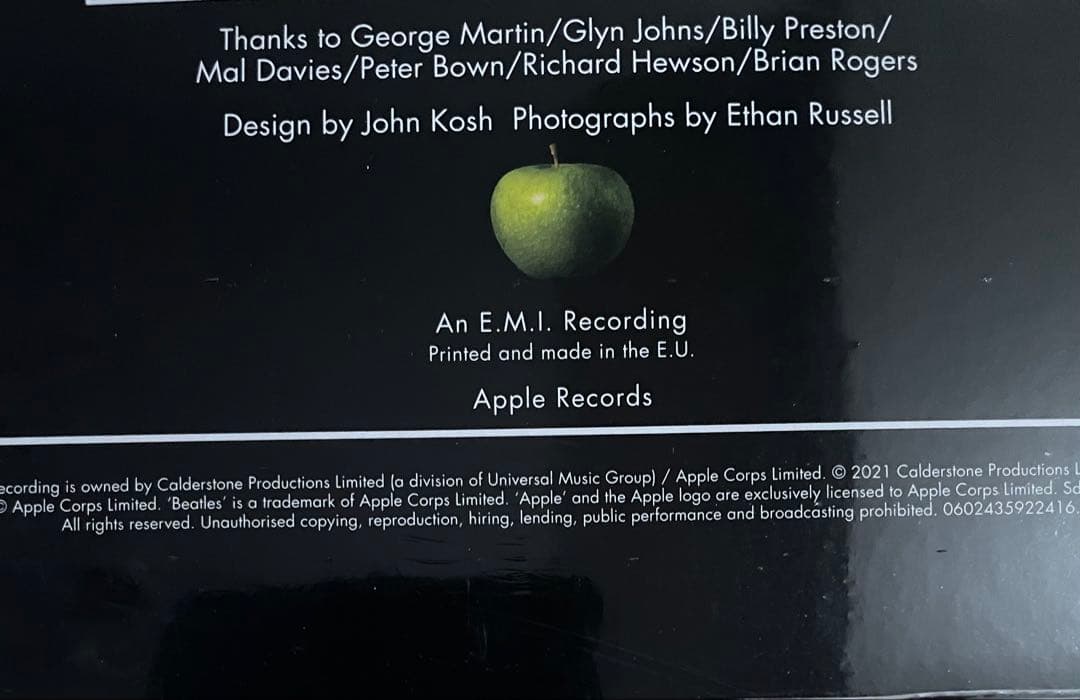 Thanks to George Martin/Glyn Johns/Billy Preston/
Mal Davies/Peter Bown/Richard Hewson/Brian Rogers
Design by John Kosh Photographs by Ethan Russell
An E.M.I. Recording
Printed and made in the E.U.
Apple Records
ecording is owned by Calderstone Productions Limited (a division of Universal Music Group) / Apple Corps Limited. © 2021 Calderstone Productions L
Apple Corps Limited. ‘Beatles’ is a trademark of Apple Corps Limited. ‘Apple’ and the Apple logo are exclusively licensed to Apple Corps Limited.
All rights reserved. Unauthorised copying, reproduction, hiring, lending, public performance and broadcasting prohibited. 0602435922416.